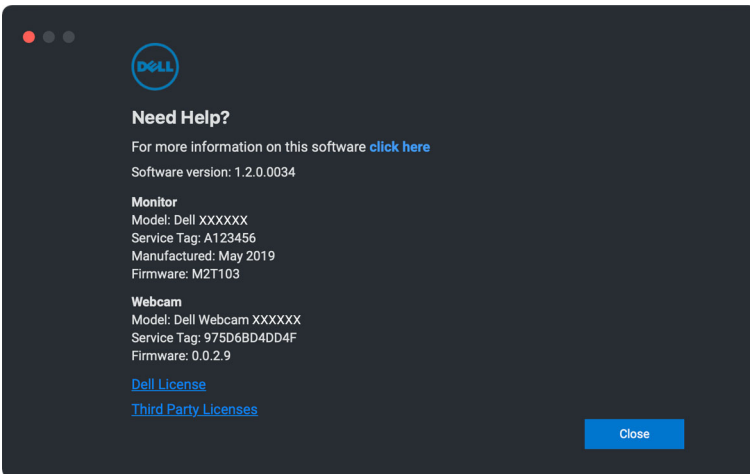 DELL
Need Help?
For more information on this software click here
Software version: 1.2.0.0034
Monitor
Model: Dell XXXXXX
Service Tag: A123456
Manufactured: May 2019
Firmware: M2T103
Webcam
Model: Dell Webcam XXXXXX
Service Tag: 975D6BD4DD4F
Firmware: 0.0.2.9
Dell License
Third Party Licenses
Close